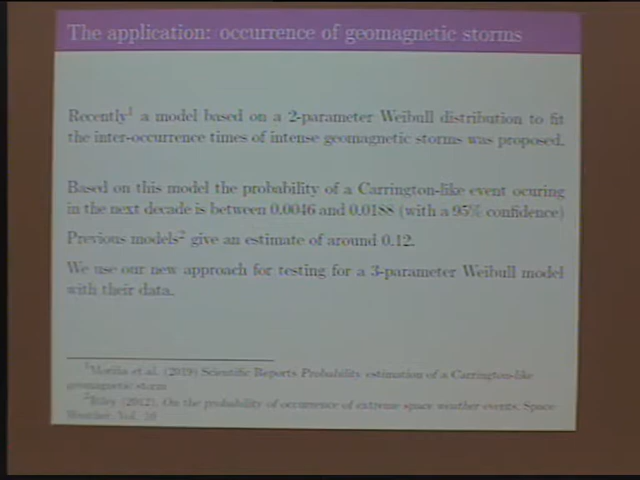 The application: occurrence of geomagnetic storms
Recently¹ a model based on a 2-parameter Weibull distribution to fit
the inter-occurrence times of intense geomagnetic storms was proposed.
Based on this model the probability of a Carrington-like event ocuring
in the next decade is between 0.0046 and 0.0188 (with a 95% confidence)
Previous models² give an estimate of around 0.12.
We use our new approach for testing for a 3-parameter Weibull model
with their data.
¹Moriña et al. (2019) Scientific Reports Probability estimation of a Carrington-like
geomagnetic storm
²Riley (2012), On the probability of occurrence of extreme space weather events, Space
Vol. 10